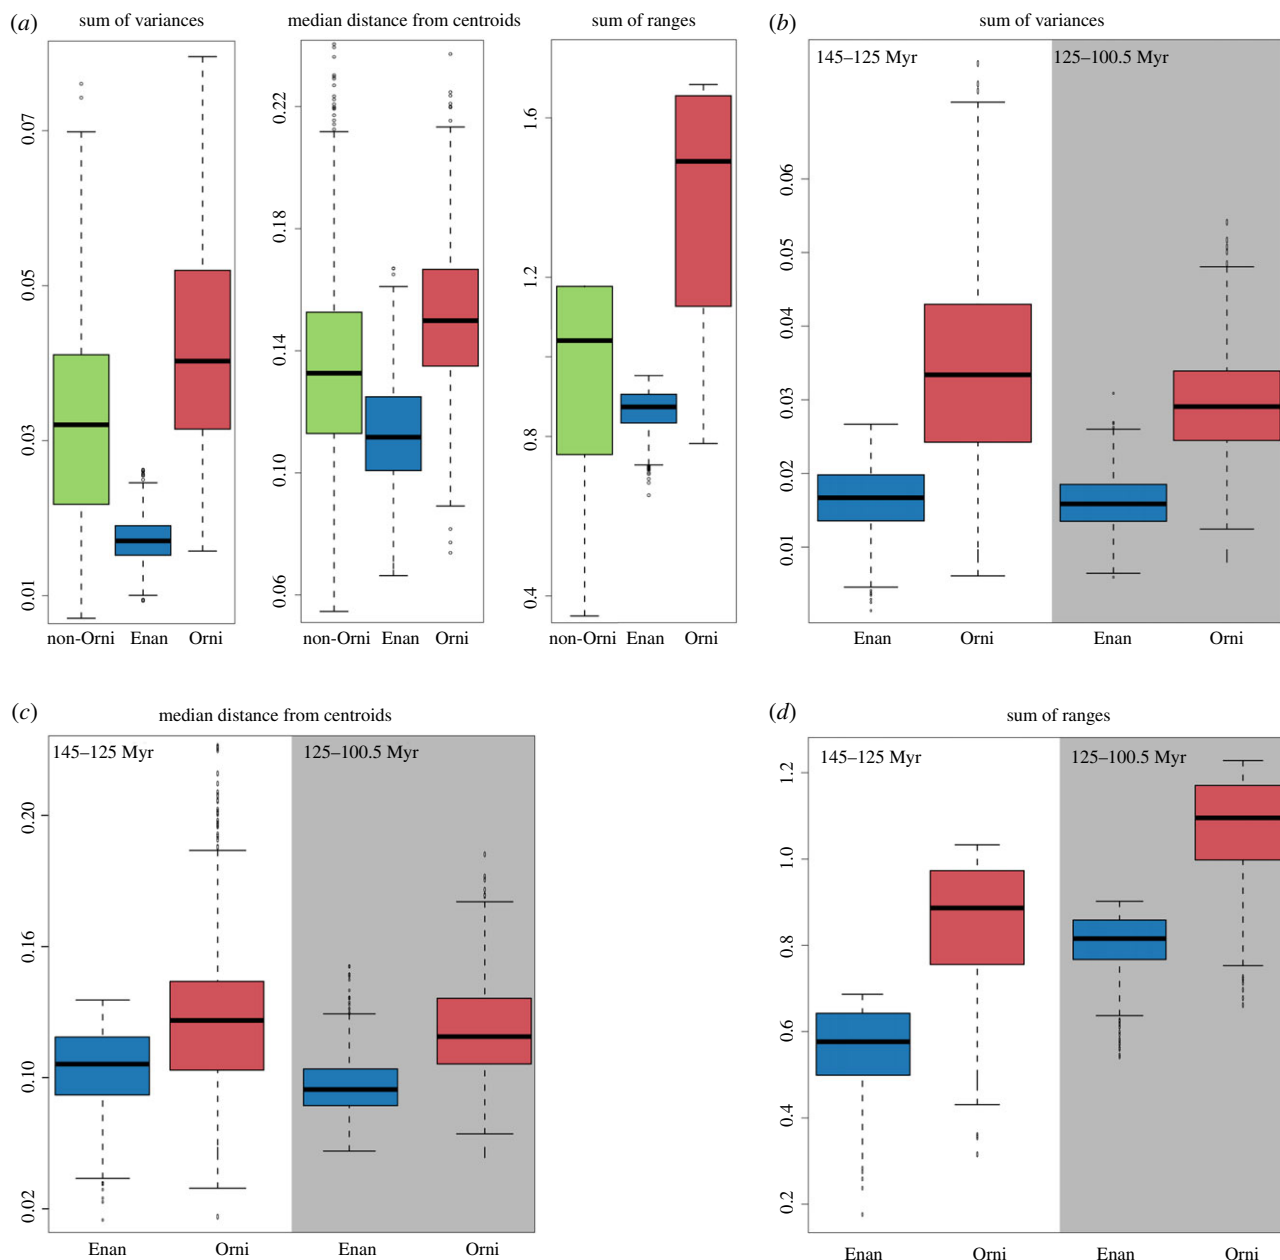 (a) sum of variances median distance from centroids sum of ranges (b) sum of variances
0.07
0.05
0.03
0.01
non-Orni Enan Orni
0.22
0.18
0.14
0.10
0.06
non-Orni Enan Orni
1.6
1.2
0.8
0.4
non-Orni Enan Orni
145–125 Myr 125–100.5 Myr
0.06
0.05
0.04
0.03
0.02
0.01
Enan Orni Enan Orni
(c) median distance from centroids
145–125 Myr 125–100.5 Myr
0.20
0.16
0.10
0.02
Enan Orni Enan Orni
(d) sum of ranges
145–125 Myr 125–100.5 Myr
1.2
1.0
0.8
0.6
0.4
0.2
Enan Orni Enan Orni